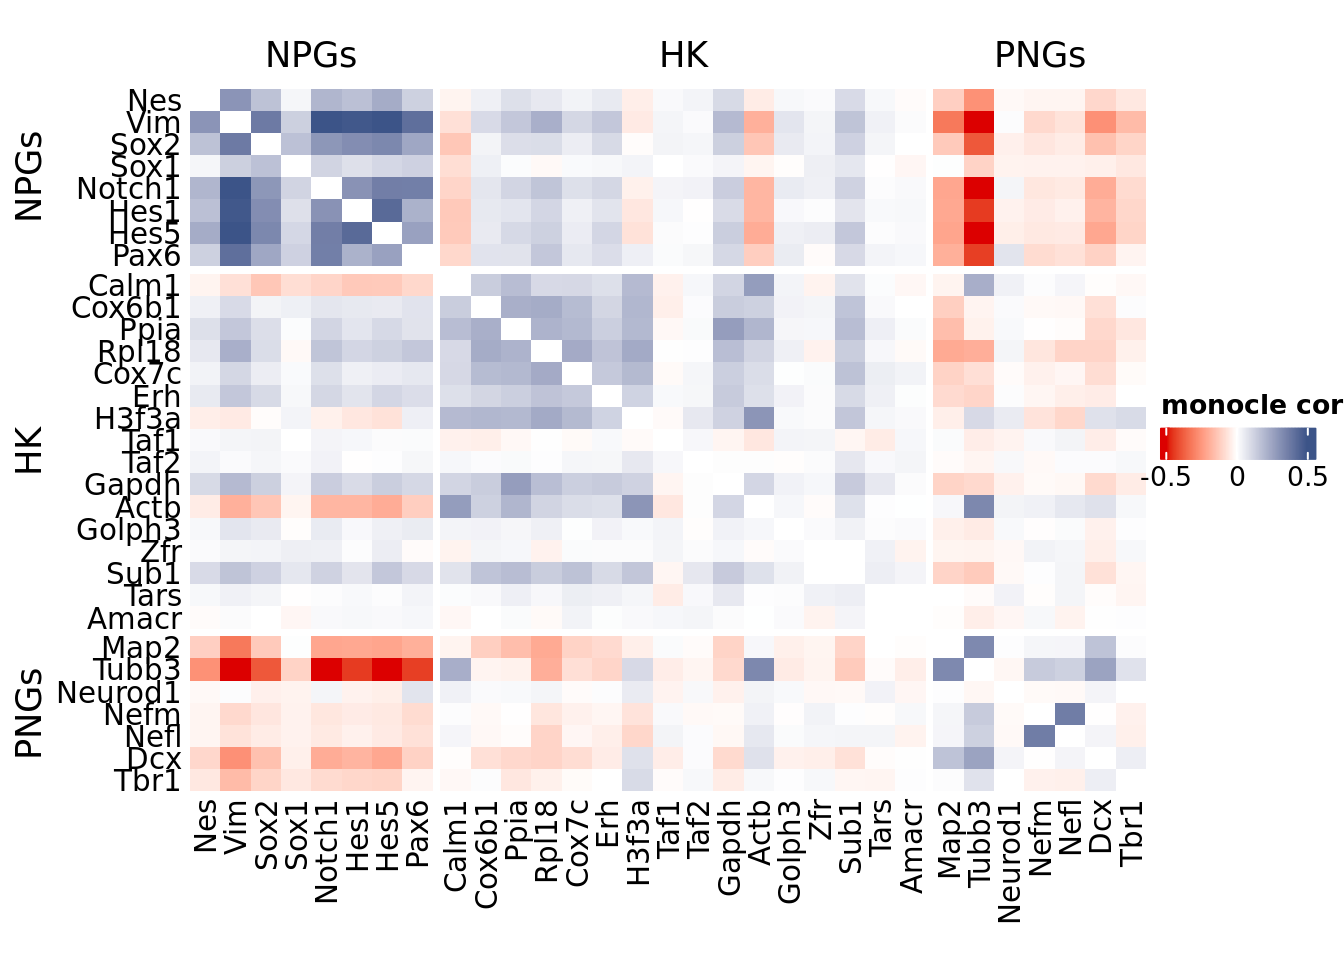 NPGs HK PNGs
NPGs
Nes
Vim
Sox2
Sox1
Notch1
Hes1
Hes5
Pax6
HK
Calm1
Cox6b1
Ppia
Rpl18
Cox7c
Erh
H3f3a
Taf1
Taf2
Gapdh
Actb
Golph3
Zfr
Sub1
Tars
Amacr
PNGs
Map2
Tubb3
Neurod1
Nefm
Nefl
Dcx
Tbr1
Nes Vim Sox2 Sox1 Notch1 Hes1 Hes5 Pax6 Calm1 Cox6b1 Ppia Rpl18 Cox7c Erh H3f3a Taf1 Taf2 Gapdh Actb Golph3 Zfr Sub1 Tars Amacr Map2 Tubb3 Neurod1 Nefm Nefl Dcx Tbr1
monocle cor
-0.5 0 0.5